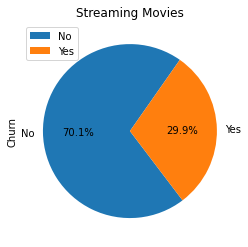 Streaming Movies
No
Yes
Churn
No
70.1%
29.9%
Yes